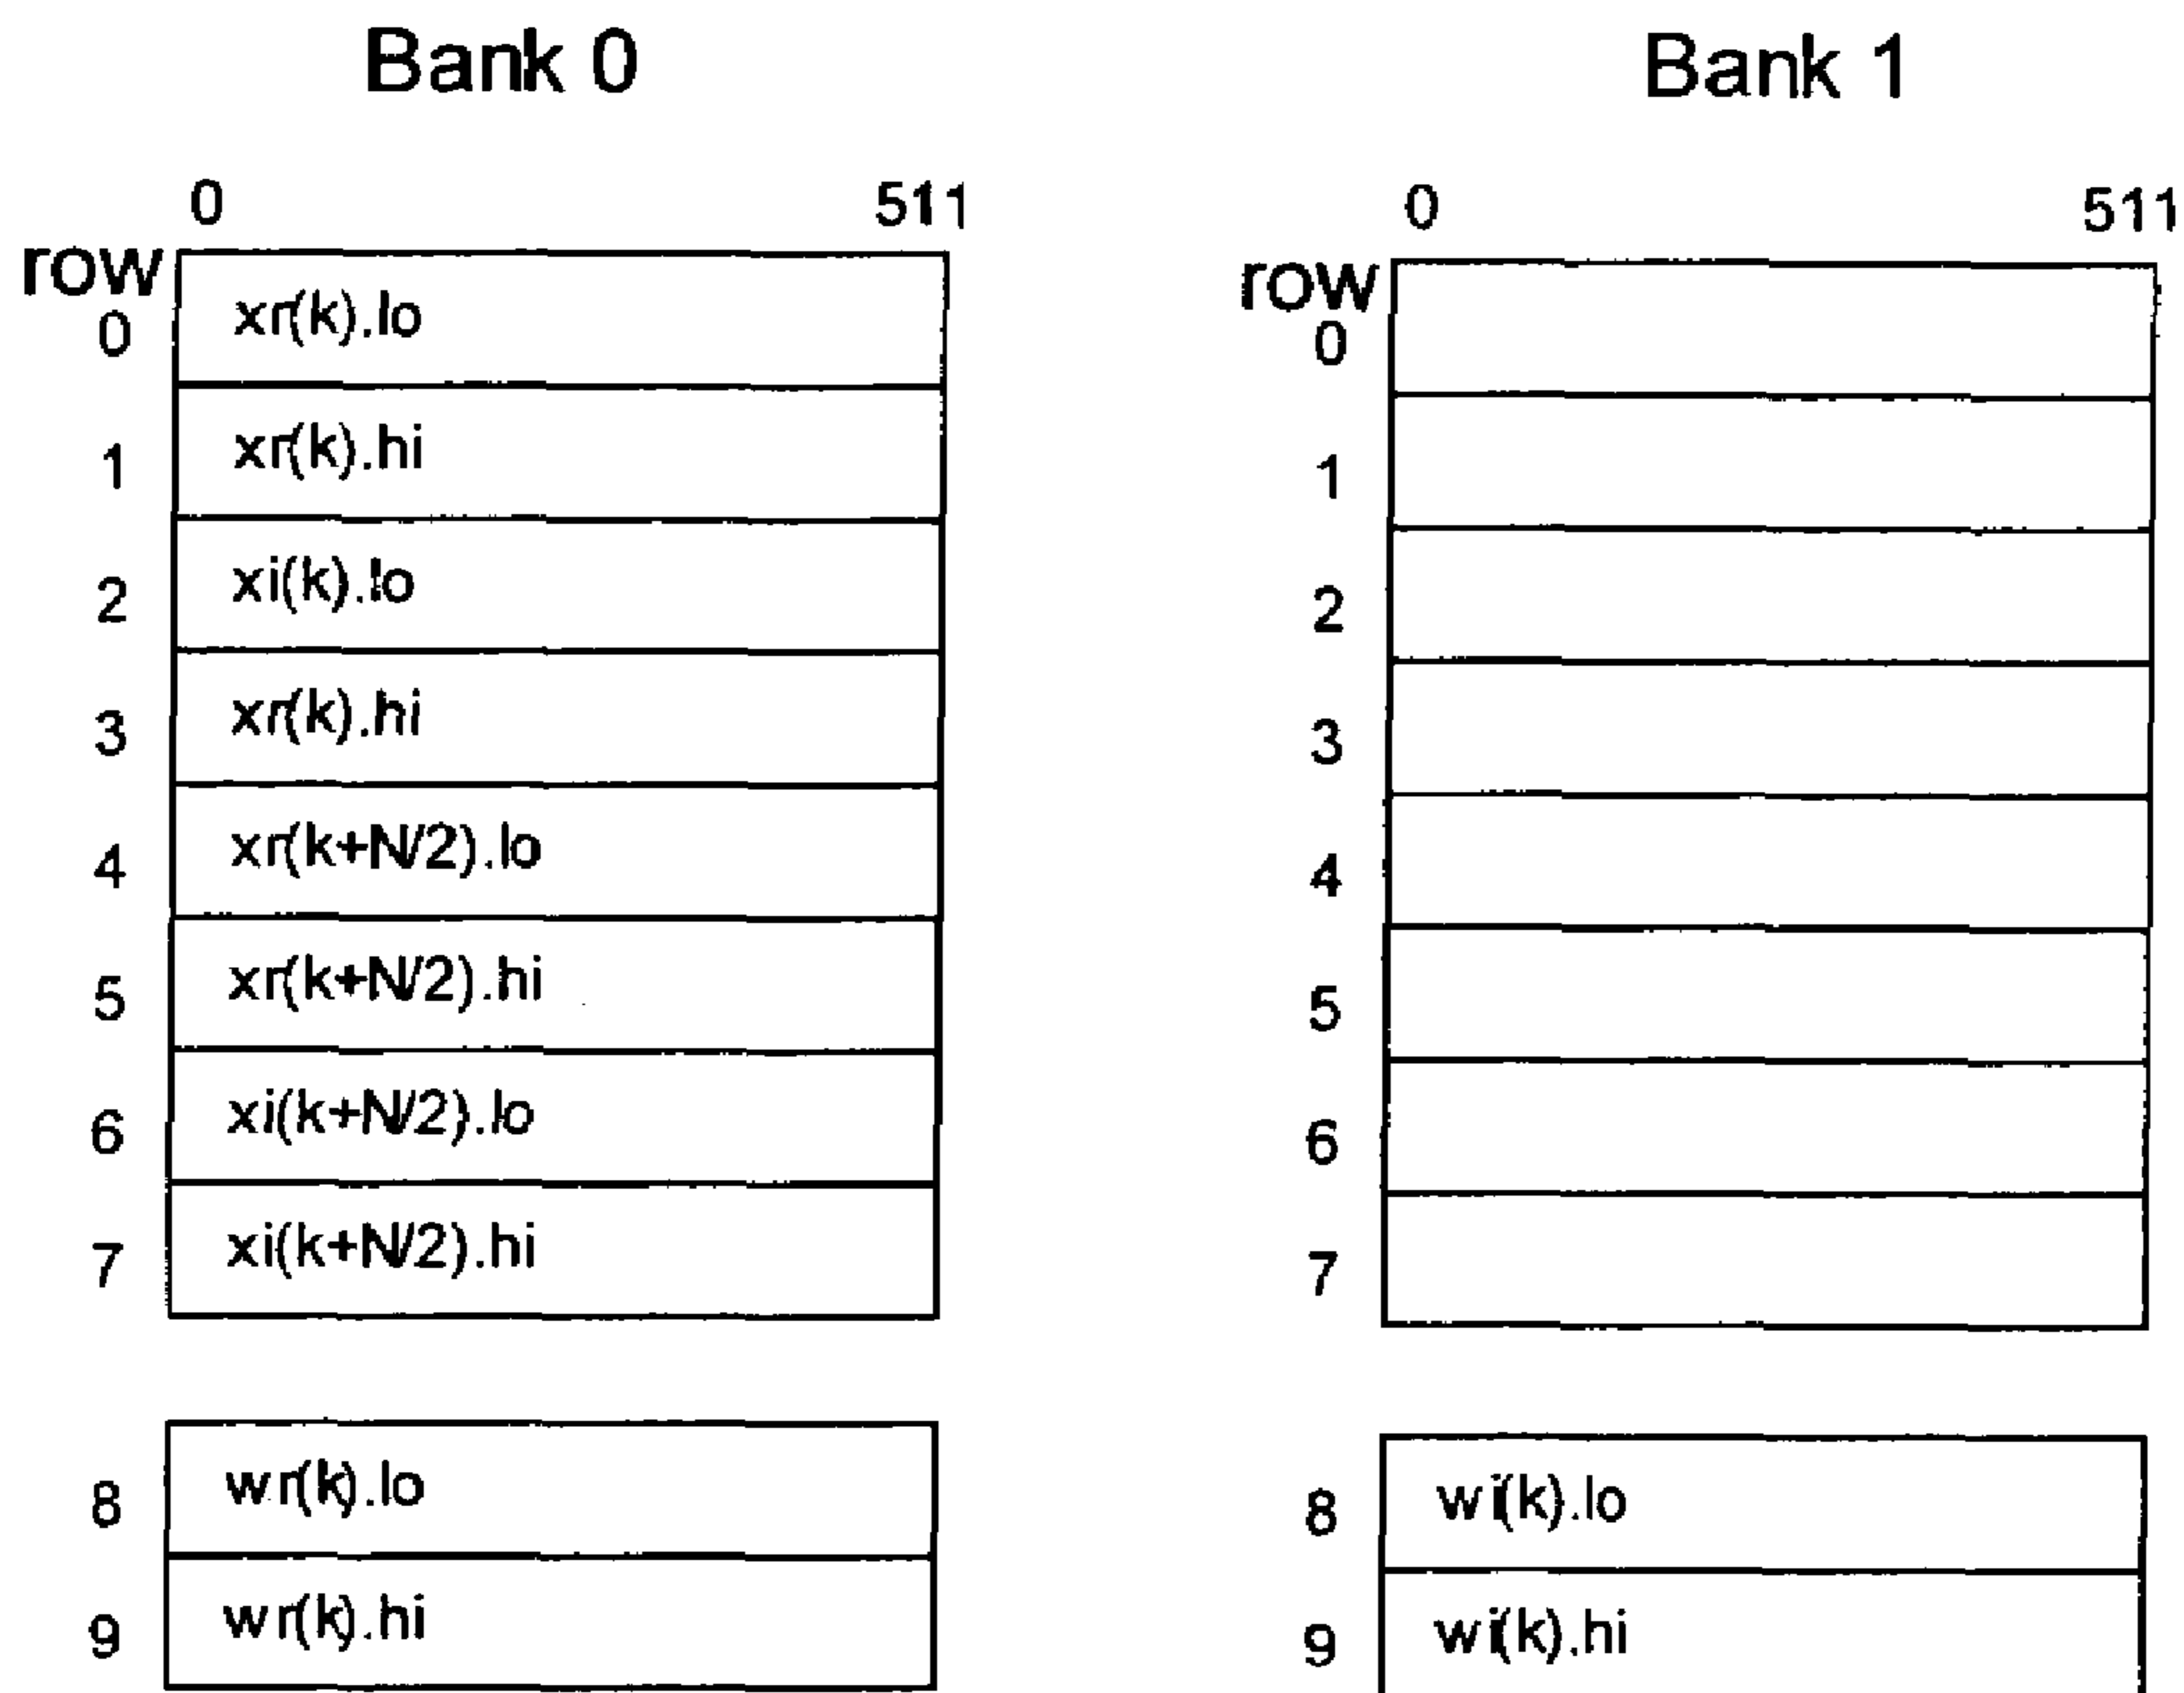 Bank 0
0 511
row
0 xr(k).lo
1 xr(k).hi
2 xi(k).lo
3 xr(k).hi
4 xr(k+N/2).lo
5 xr(k+N/2).hi
6 xi(k+N/2).lo
7 xi(k+N/2).hi
8 wr(k).lo
9 wr(k).hi
Bank 1
0 511
row
0
1
2
3
4
5
6
7
8 wi(k).lo
9 wi(k).hi